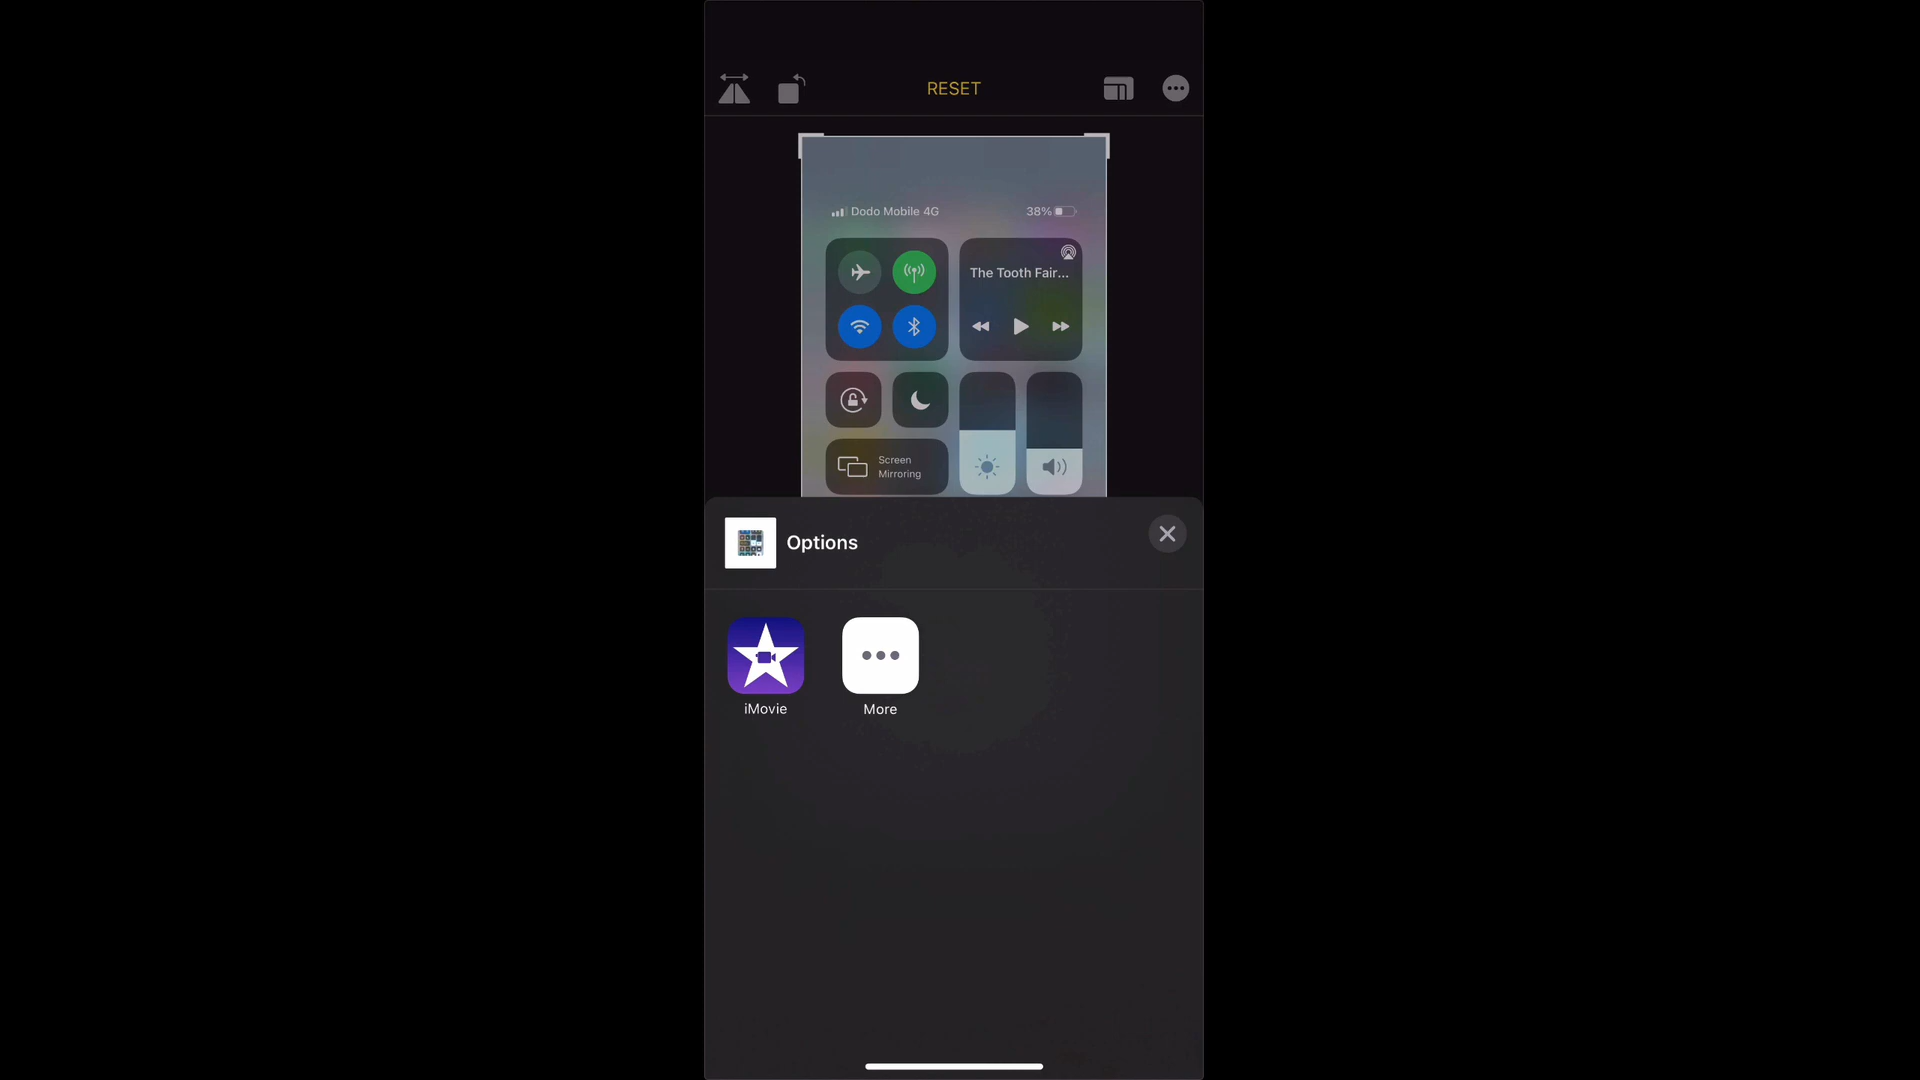 RESET
Dodo Mobile 4G
38%
The Tooth Fair...
Screen
Mirroring
Options
iMovie
More